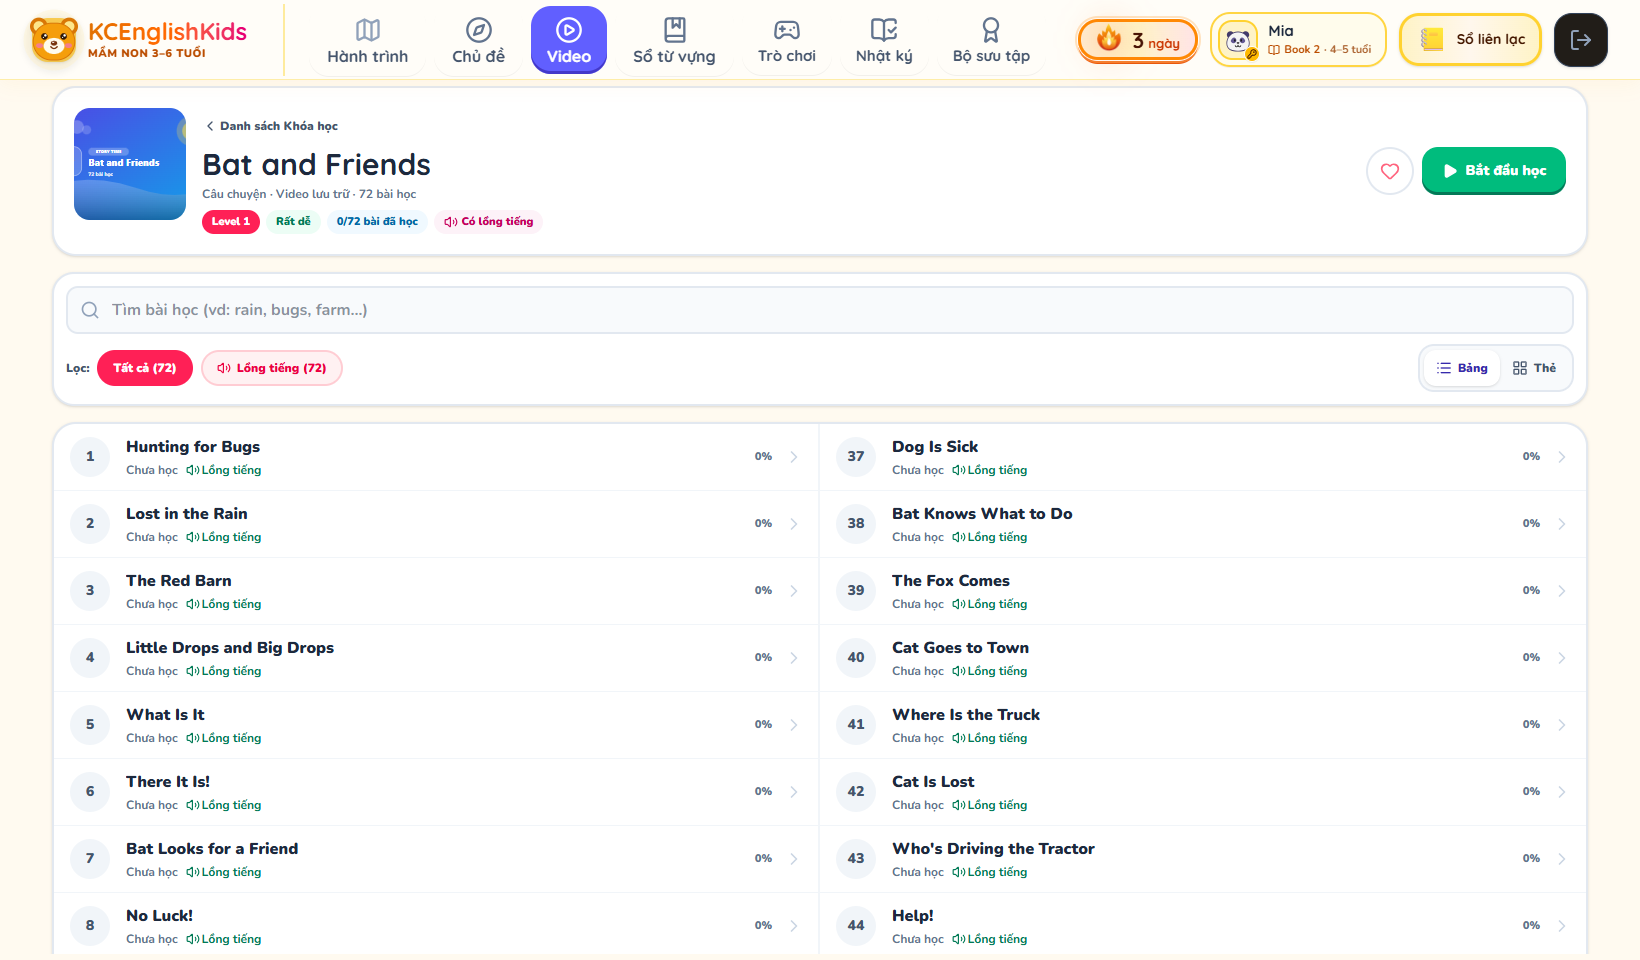 KCEnglishKids
MẦM NON 3–6 TUỔI
Hành trình
Chủ đề
Video
Sổ từ vựng
Trò chơi
Nhật ký
Bộ sưu tập
3 ngày
Mia
Book 2 · 4–5 tuổi
Sổ liên lạc
STORY TIME
Bat and Friends
72 bài học
Danh sách Khóa học
Bat and Friends
Câu chuyện · Video lưu trữ · 72 bài học
Level 1
Rất dễ
0/72 bài đã học
Có lồng tiếng
Bắt đầu học
Tìm bài học (vd: rain, bugs, farm...)
Lọc:
Tất cả (72)
Lồng tiếng (72)
Bảng
Thẻ
1
Hunting for Bugs
Chưa học Lồng tiếng
0%
2
Lost in the Rain
Chưa học Lồng tiếng
0%
3
The Red Barn
Chưa học Lồng tiếng
0%
4
Little Drops and Big Drops
Chưa học Lồng tiếng
0%
5
What Is It
Chưa học Lồng tiếng
0%
6
There It Is!
Chưa học Lồng tiếng
0%
7
Bat Looks for a Friend
Chưa học Lồng tiếng
0%
8
No Luck!
Chưa học Lồng tiếng
0%
37
Dog Is Sick
Chưa học Lồng tiếng
0%
38
Bat Knows What to Do
Chưa học Lồng tiếng
0%
39
The Fox Comes
Chưa học Lồng tiếng
0%
40
Cat Goes to Town
Chưa học Lồng tiếng
0%
41
Where Is the Truck
Chưa học Lồng tiếng
0%
42
Cat Is Lost
Chưa học Lồng tiếng
0%
43
Who's Driving the Tractor
Chưa học Lồng tiếng
0%
44
Help!
Chưa học Lồng tiếng
0%